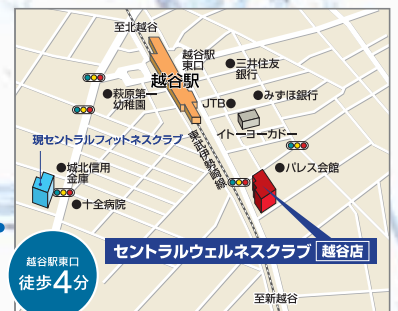 至北越谷
越谷駅
東口
三井住友
銀行
越谷駅
萩原第一
幼稚園
JTB
みずほ銀行
イトーヨーカドー
東武伊勢崎線
現セントラルフィットネスクラブ
城北信用
金庫
パレス会館
十全病院
セントラルウェルネスクラブ 越谷店
越谷駅東口
徒歩4分
至新越谷